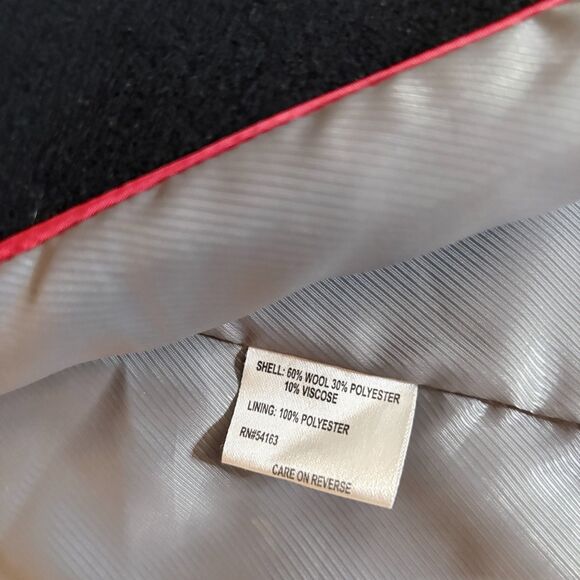 SHELL: 60% WOOL 30% POLYESTER
10% VISCOSE
LINING: 100% POLYESTER
RN#54163
CARE ON REVERSE